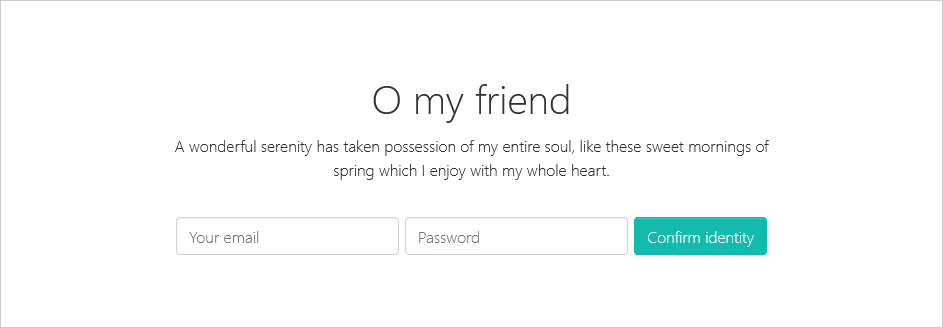 O my friend
A wonderful serenity has taken possession of my entire soul, like these sweet mornings of
spring which I enjoy with my whole heart.
Your email
Password
Confirm identity